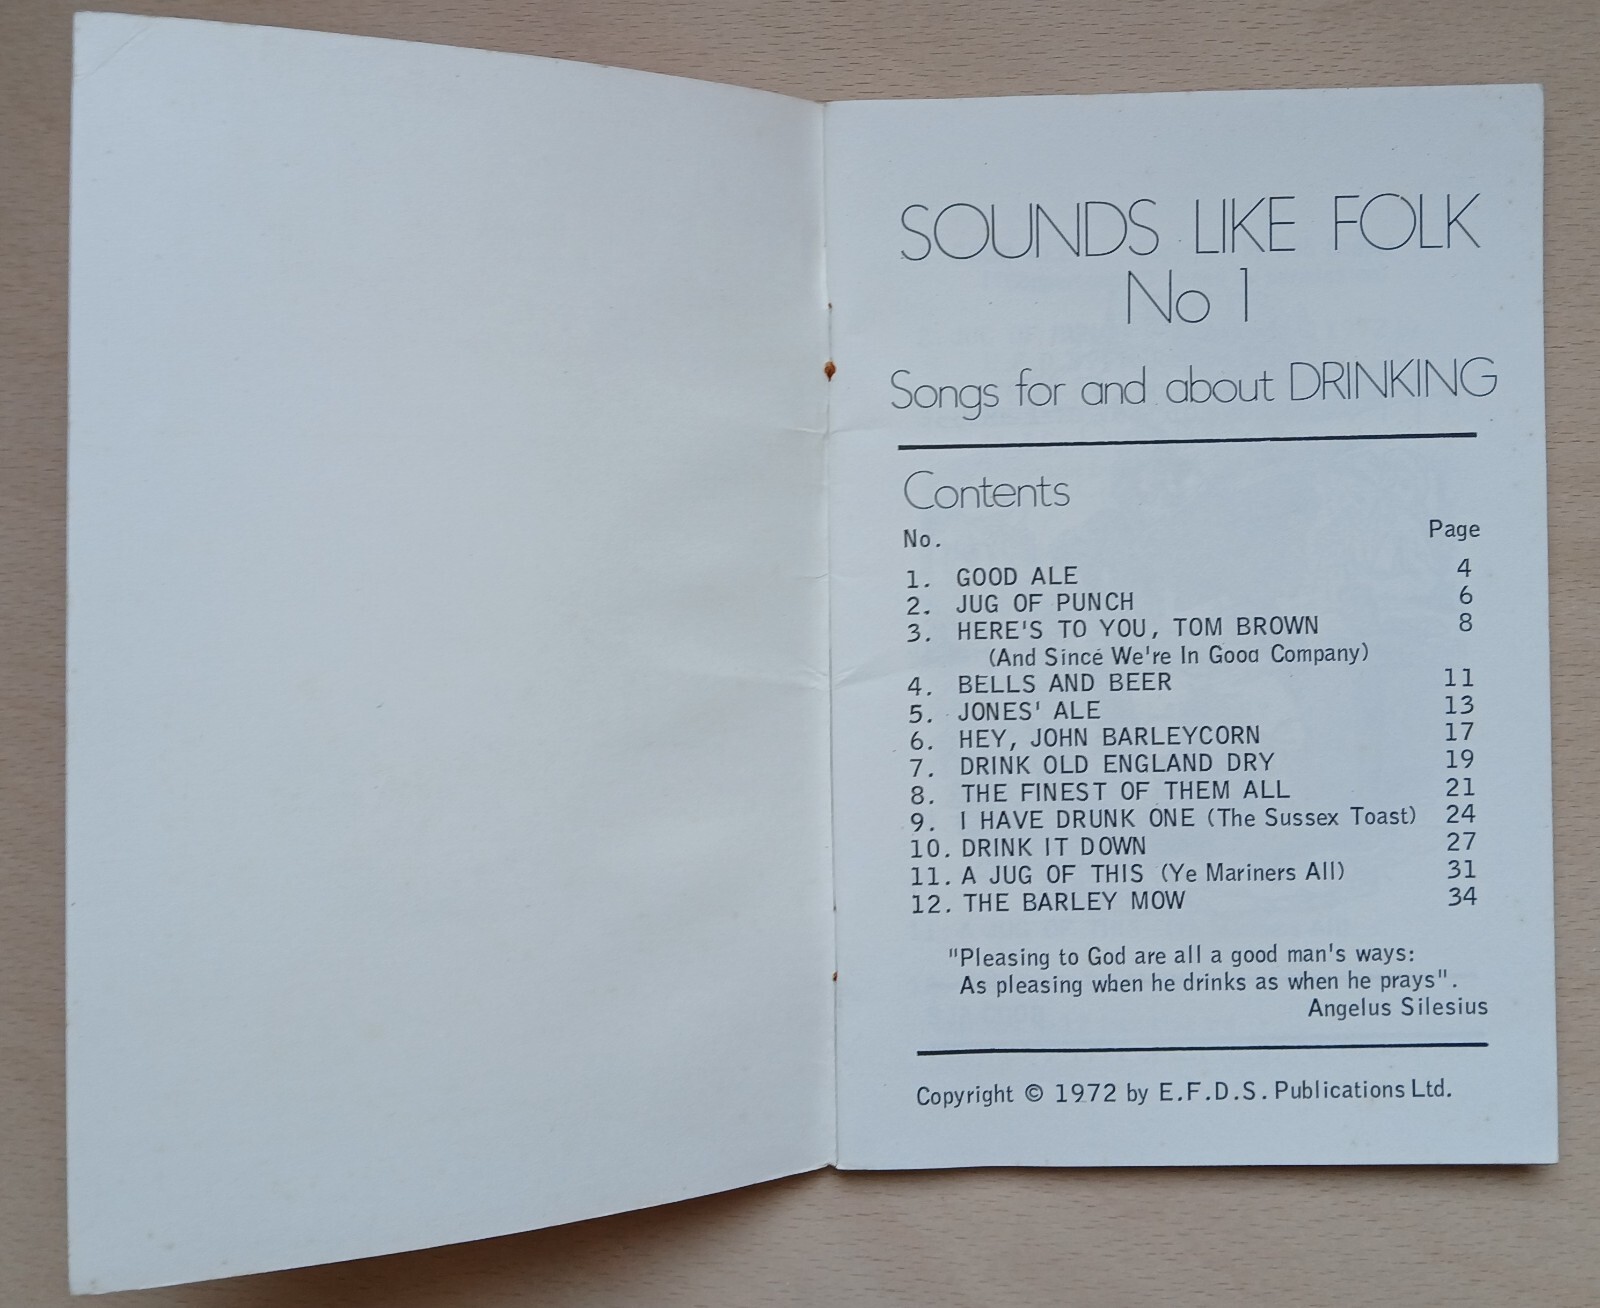 SOUNDS LIKE FOLK
No 1
Songs for and about DRINKING
Contents
No. Page
1. GOOD ALE 4
2. JUG OF PUNCH 6
3. HERE'S TO YOU, TOM BROWN 8
(And Since We're In Good Company)
4. BELLS AND BEER 11
5. JONES' ALE 13
6. HEY, JOHN BARLEYCORN 17
7. DRINK OLD ENGLAND DRY 19
8. THE FINEST OF THEM ALL 21
9. I HAVE DRUNK ONE (The Sussex Toast) 24
10. DRINK IT DOWN 27
11. A JUG OF THIS (Ye Mariners All) 31
12. THE BARLEY MOW 34
"Pleasing to God are all a good man's ways:
As pleasing when he drinks as when he prays".
Angelus Silesius
Copyright © 1972 by E.F.D.S. Publications Ltd.